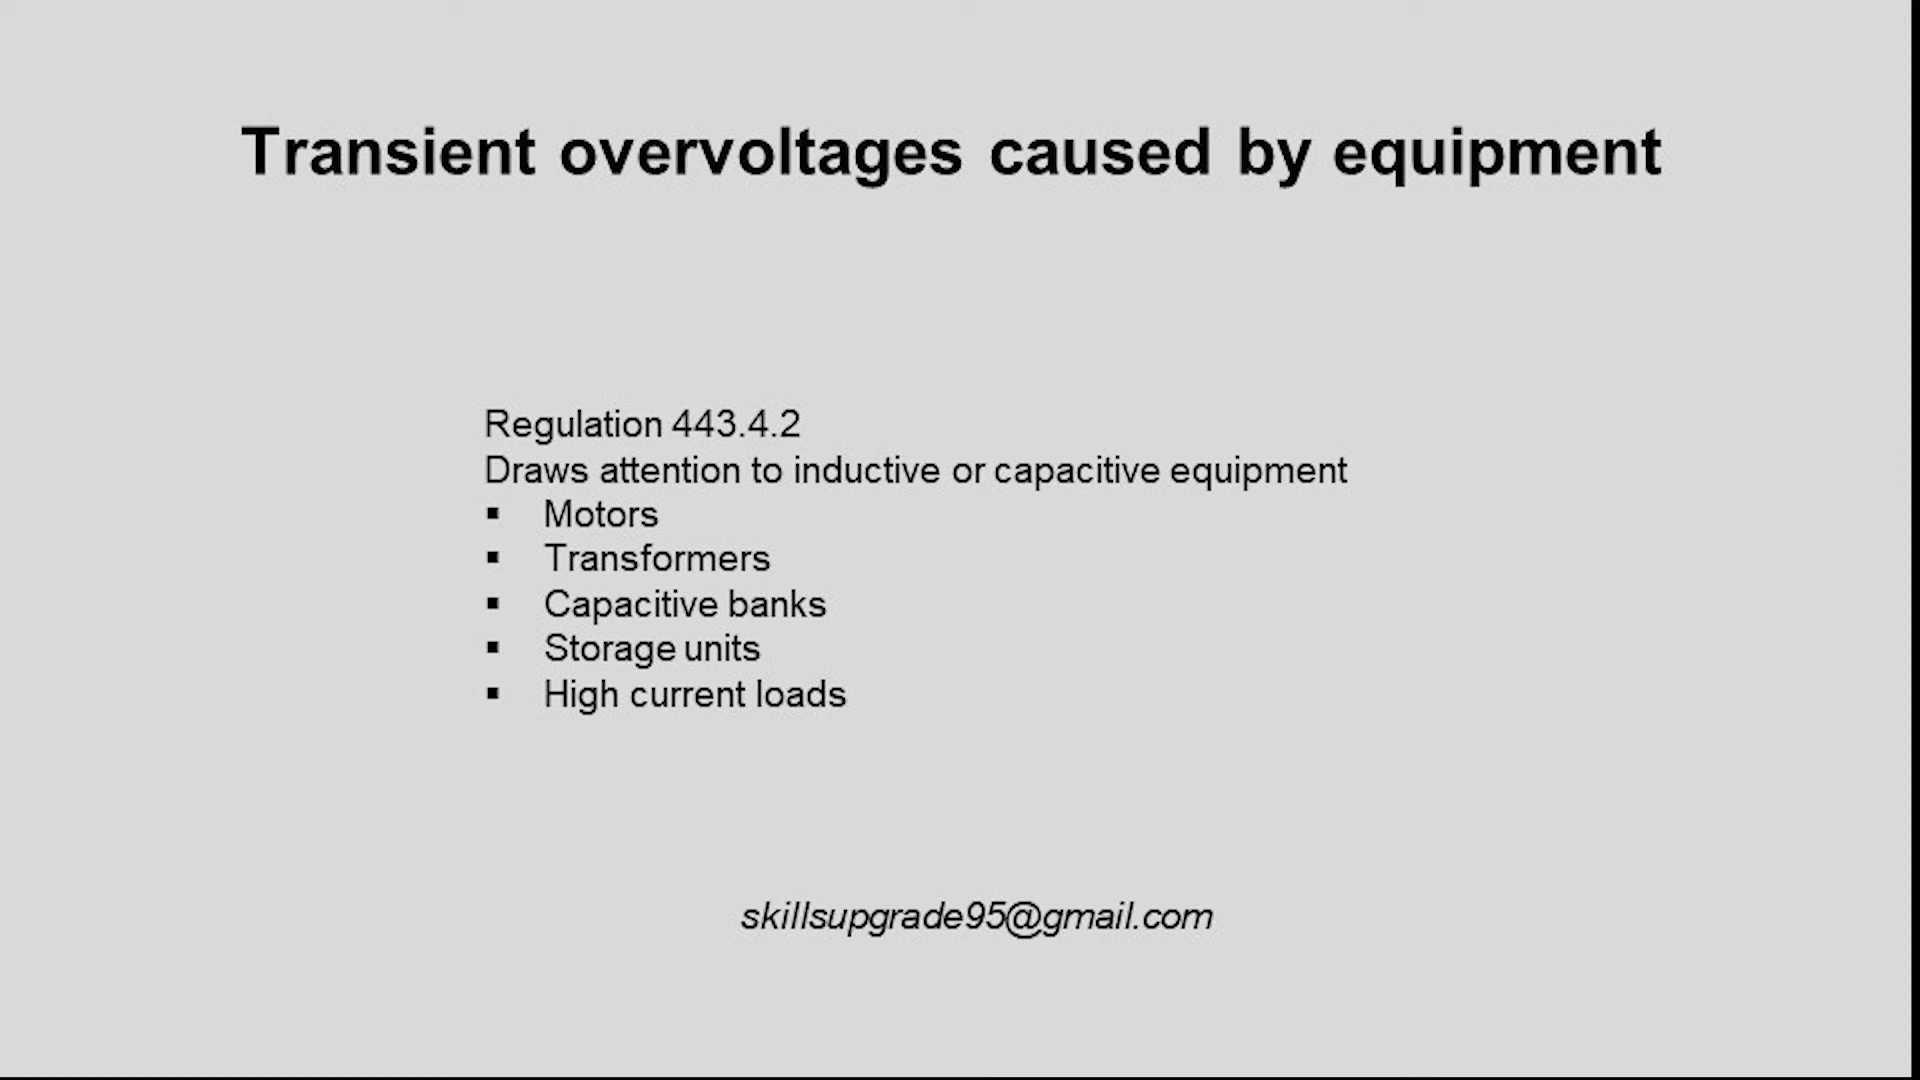 Transient overvoltages caused by equipment
Regulation 443.4.2
Draws attention to inductive or capacitive equipment
▪ Motors
▪ Transformers
▪ Capacitive banks
▪ Storage units
▪ High current loads
skillsupgrade95@gmail.com